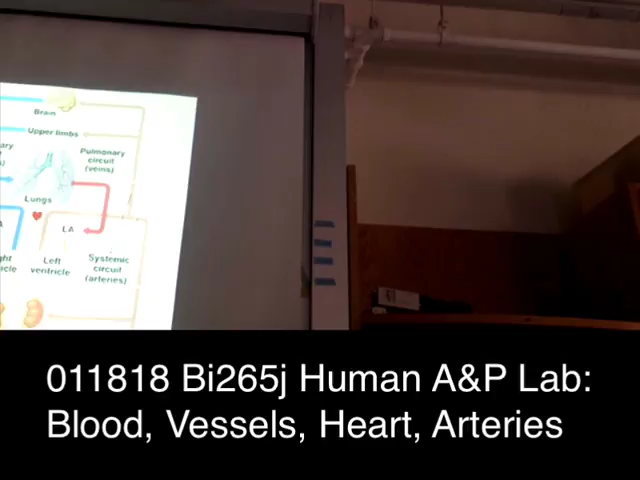 Brain
Upper limbs
Pulmonary
circuit
(veins)
Lungs
LA
Left
ventricle
Systemic
circuit
(arteries)
011818 Bi265j Human A&P Lab:
Blood, Vessels, Heart, Arteries